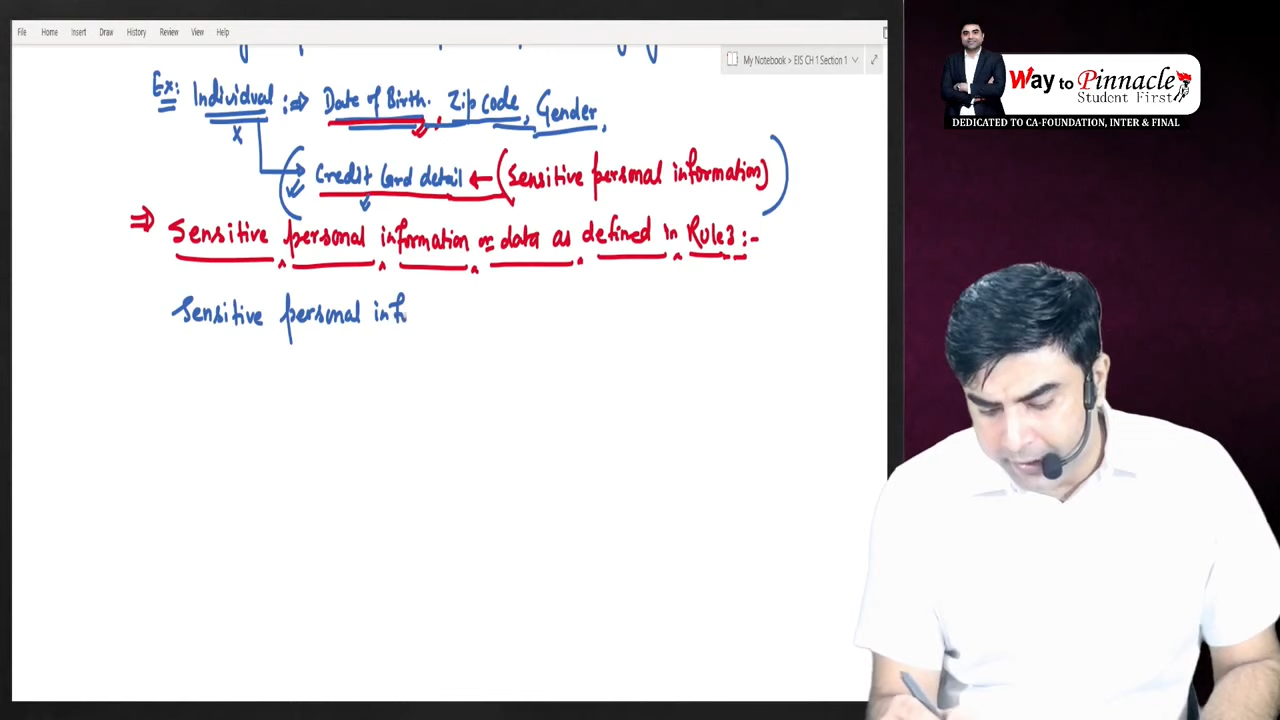 File Home Insert Draw History Review View Help
My Notebook > EIS CH 1 Section 1
Way to Pinnacle
Student First
DEDICATED TO CA-FOUNDATION, INTER & FINAL
Ex: Individual :⇒ Date of Birth, Zip code, Gender,
x
(Credit Card detail ← (Sensitive personal information))
⇒ Sensitive personal information or data as defined in Rule 3 :-
Sensitive personal inf